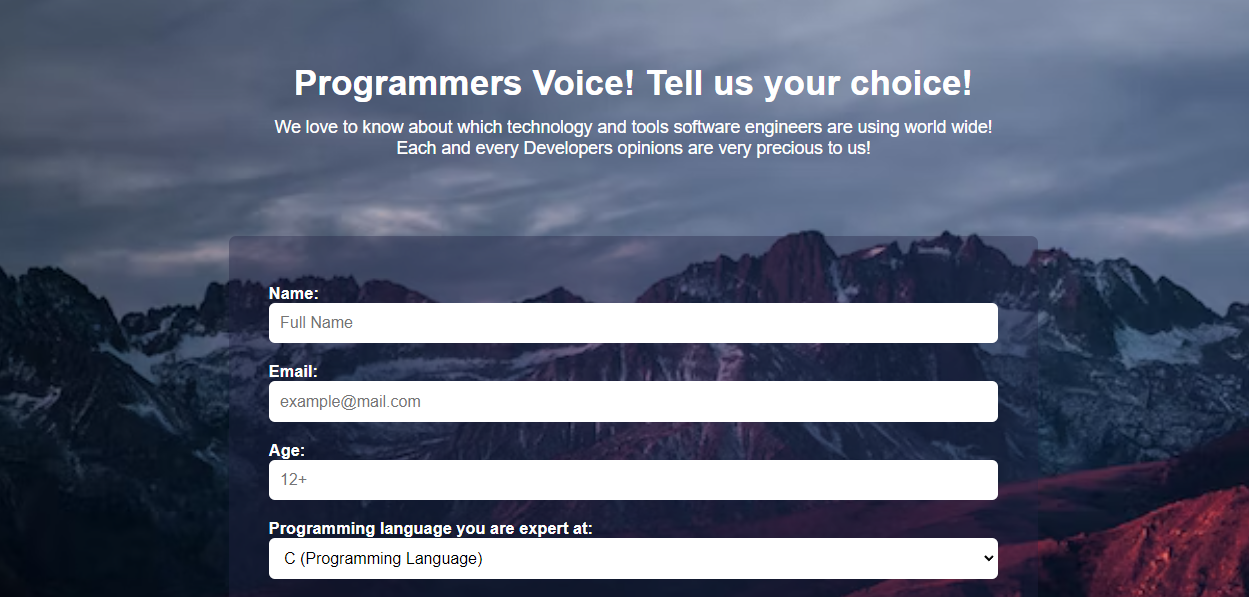 Programmers Voice! Tell us your choice!
We love to know about which technology and tools software engineers are using world wide!
Each and every Developers opinions are very precious to us!
Name:
Full Name
Email:
example@mail.com
Age:
12+
Programming language you are expert at:
C (Programming Language)